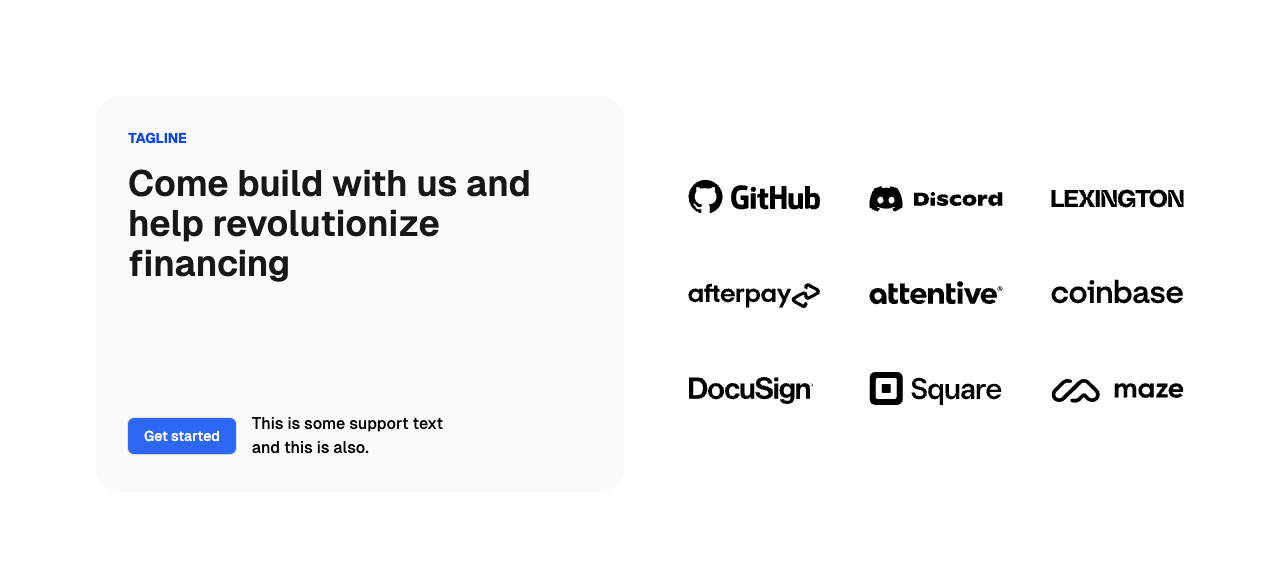 TAGLINE
Come build with us and
help revolutionize
financing
Get started
This is some support text
and this is also.
GitHub
Discord
LEXINGTON
afterpay
attentive®
coinbase
DocuSign
Square
maze